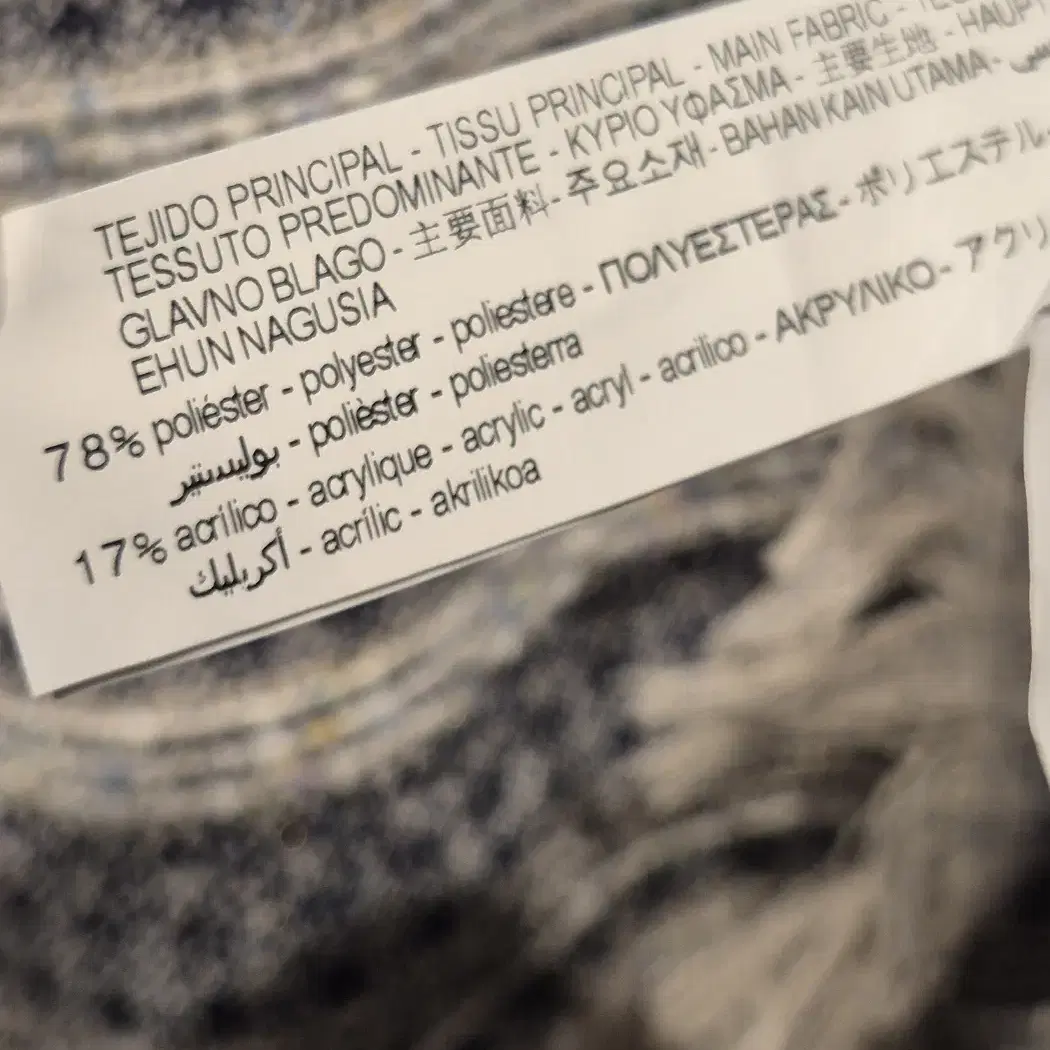 TEJIDO PRINCIPAL - TISSU PRINCIPAL - MAIN FABRIC -
TESSUTO PREDOMINANTE - ΚΥΡΙΟ ΥΦΑΣΜΑ - 主要生地 - HAUPT
GLAVNO BLAGO - 主要面料 - 주요소재 - BAHAN KAIN UTAMA -
EHUN NAGUSIA
78% poliéster - polyester - poliestere - ΠΟΛΥΕΣΤΕΡΑΣ - ポリエステル -
بوليستير - polièster - poliesterra
17% acrílico - acrylique - acrylic - acryl - acrilico - ΑΚΡΥΛΙΚΟ - アクリ
أكريليك - acrílic - akrilikoa